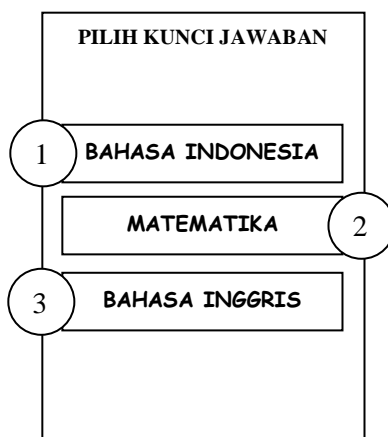 PILIH KUNCI JAWABAN
1 BAHASA INDONESIA
MATEMATIKA 2
3 BAHASA INGGRIS